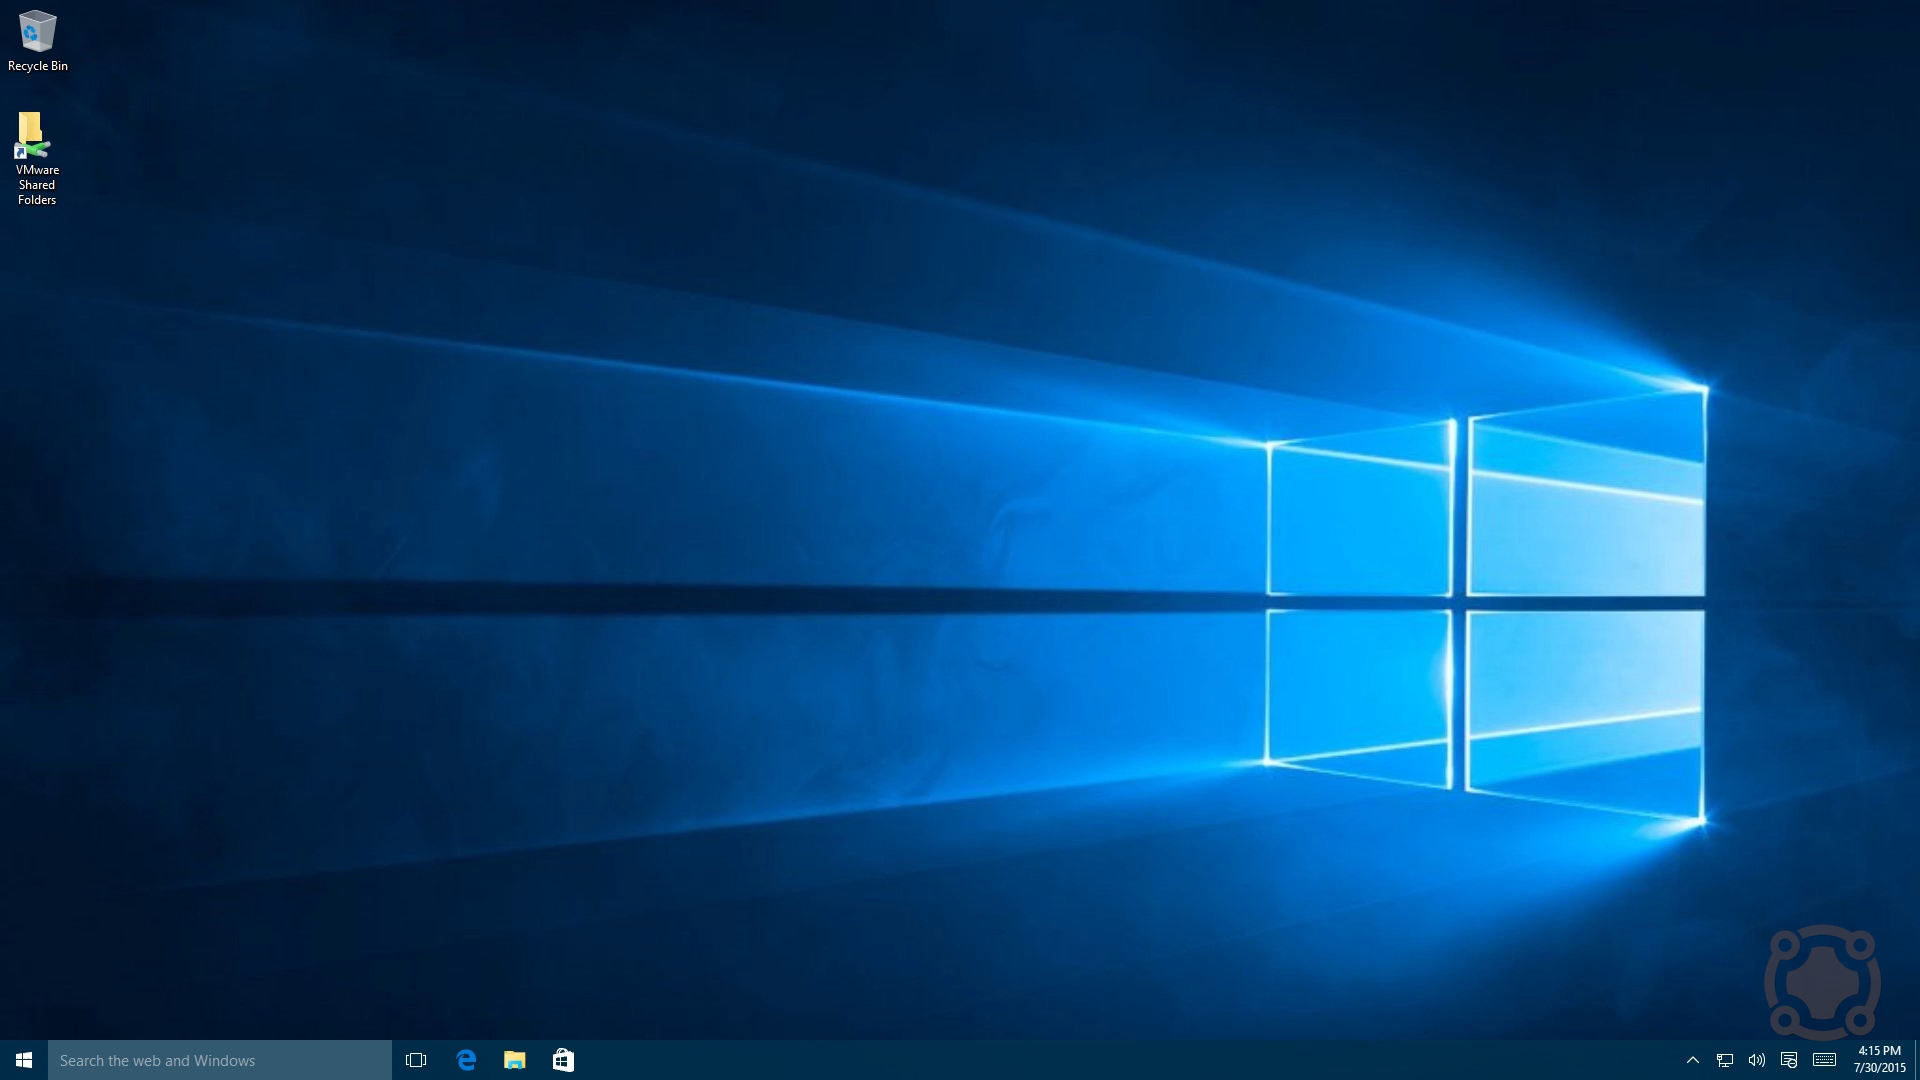 Recycle Bin
VMware
Shared
Folders
Search the web and Windows
4:15 PM
7/30/2015